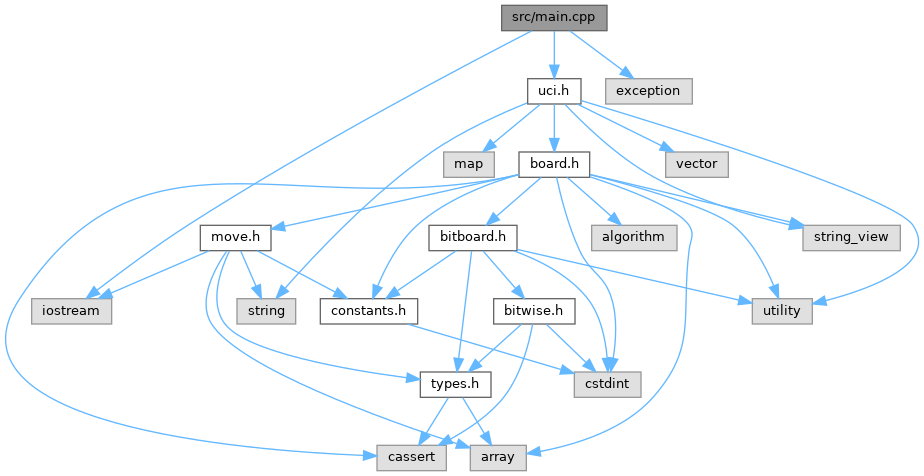 src/main.cpp
uci.h
exception
map
board.h
vector
move.h
bitboard.h
algorithm
string_view
iostream
string
constants.h
bitwise.h
utility
types.h
cstdint
cassert
array